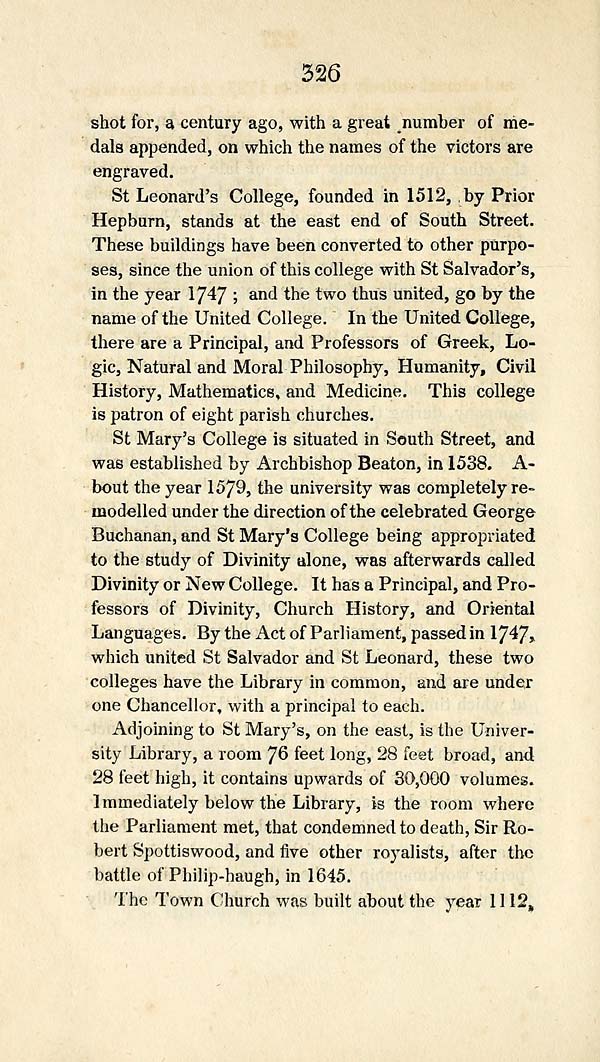 326
shot for, a century ago, with a great number of me-
dals appended, on which the names of the victors are
engraved.
St Leonard's College, founded in 1512, by Prior
Hepburn, stands at the east end of South Street.
These buildings have been converted to other purpo-
ses, since the union of this college with St Salvador's,
in the year 1747 ; and the two thus united, go by the
name of the United College. In the United College,
there are a Principal, and Professors of Greek, Lo-
gic, Natural and Moral Philosophy, Humanity, Civil
History, Mathematics, and Medicine. This college
is patron of eight parish churches.
St Mary's College is situated in South Street, and
was established by Archbishop Beaton, in 1538. A-
bout the year 1579, the university was completely re-
modelled under the direction of the celebrated George
Buchanan, and St Mary's College being appropriated
to the study of Divinity alone, was afterwards called
Divinity or New College. It has a Principal, and Pro-
fessors of Divinity, Church History, and Oriental
Languages. By the Act of Parliament, passed in 1747,
which united St Salvador and St Leonard, these two
colleges have the Library in common, and are under
one Chancellor, with a principal to each.
Adjoining to St Mary's, on the east, is the Univer-
sity Library, a room 76 feet long, 28 feet broad, and
28 feet high, it contains upwards of 30,000 volumes.
Immediately below the Library, is the room where
the Parliament met, that condemned to death, Sir Ro-
bert Spottiswood, and five other royalists, after the
battle of Philip-haugh, in 1645.
The Town Church was built about the year 1112,